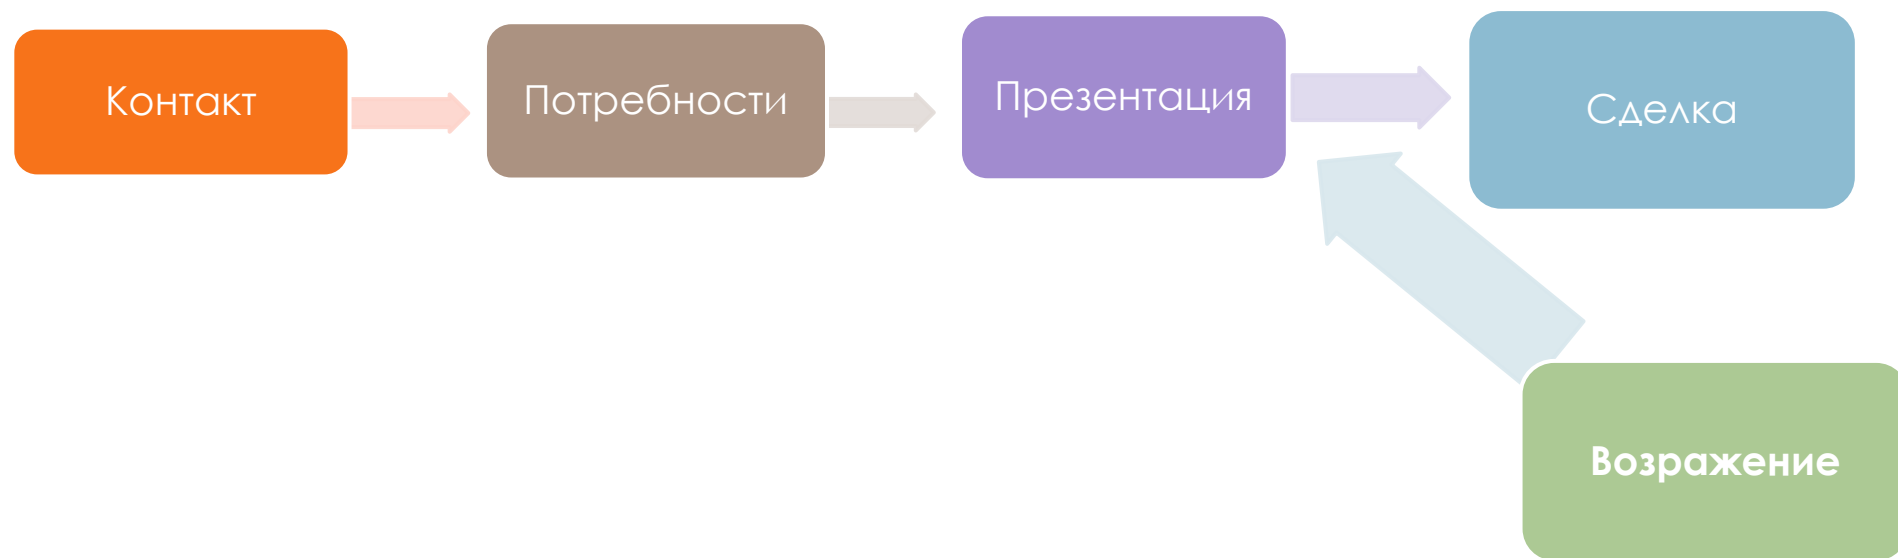 Контакт
Потребности
Презентация
Сделка
Возражение